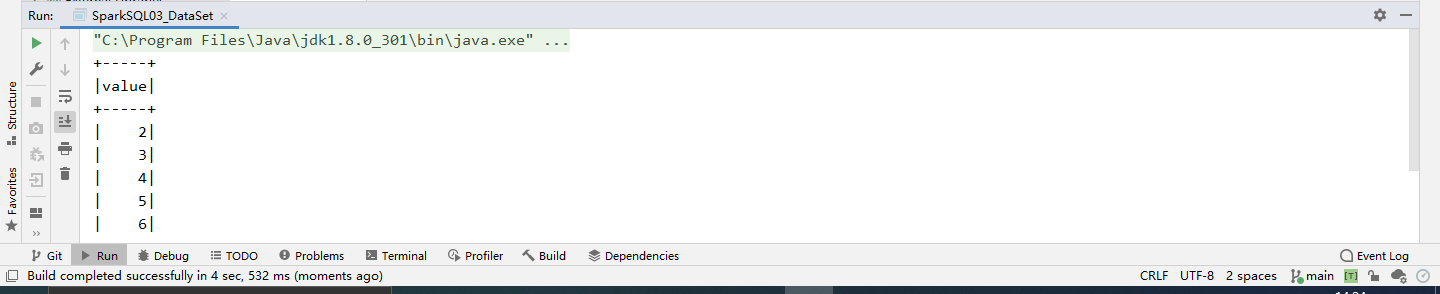 Run: SparkSQL03_DataSet ×
"C:\Program Files\Java\jdk1.8.0_301\bin\java.exe" ...
+-----+
|value|
+-----+
|    2|
|    3|
|    4|
|    5|
|    6|
Structure
Favorites
Git Run Debug TODO Problems Terminal Profiler Build Dependencies Event Log
Build completed successfully in 4 sec, 532 ms (moments ago) CRLF UTF-8 2 spaces main [T]